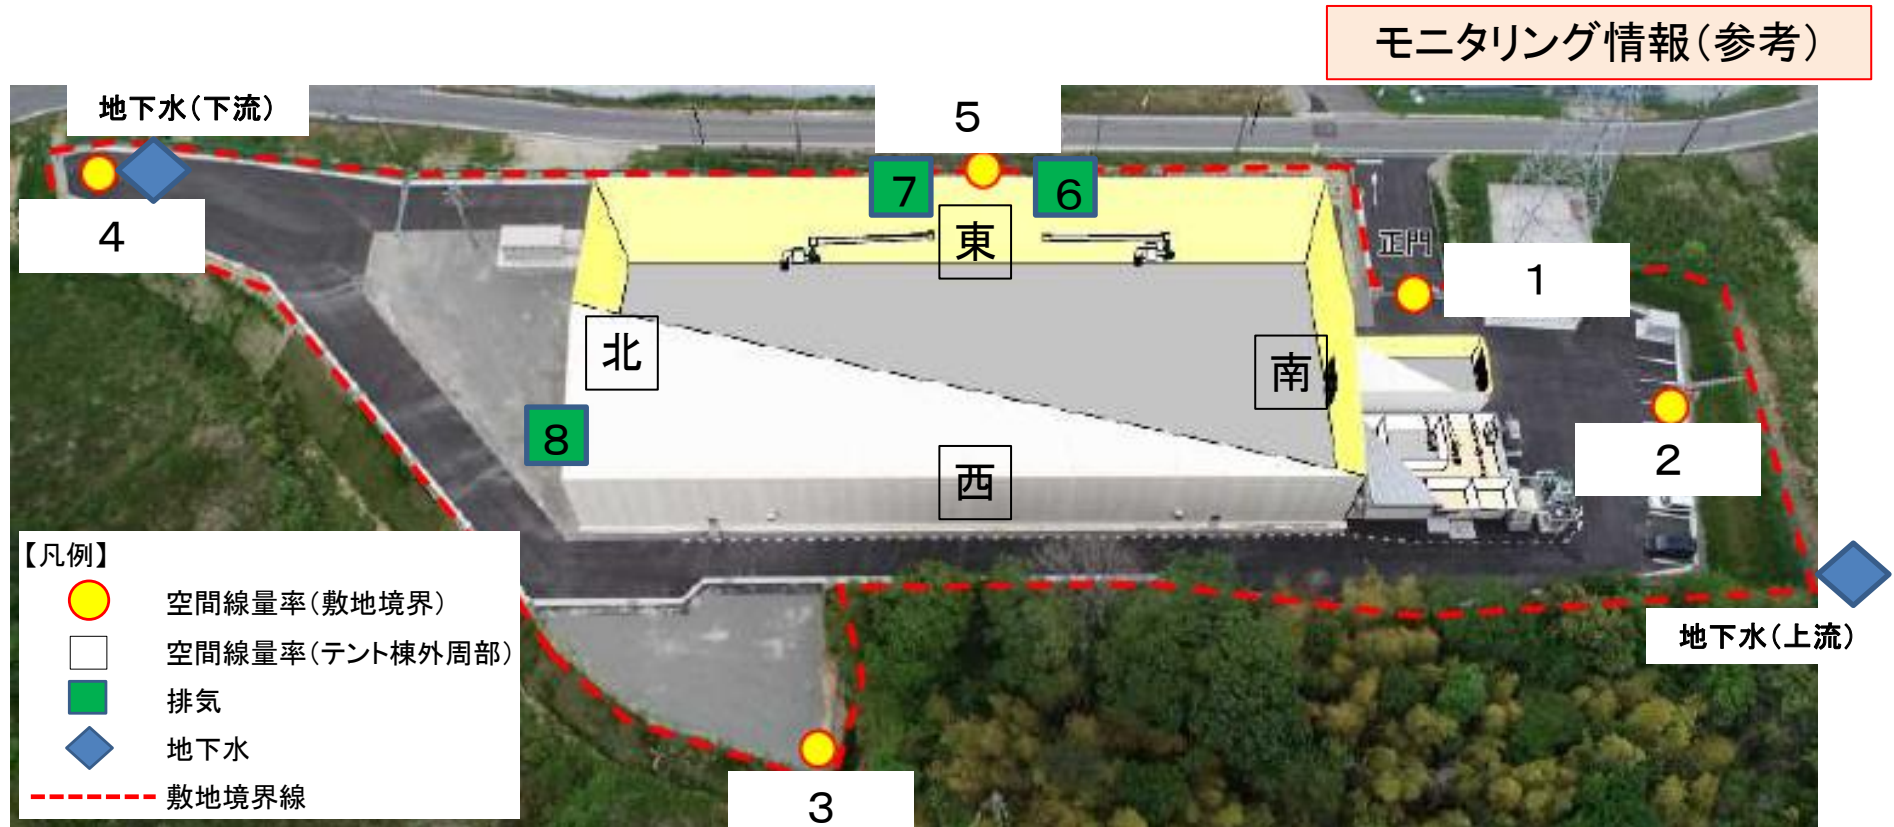 モニタリング情報（参考）
地下水（下流）
5
7
6
4
東
正門
1
北
南
8
2
西
【凡例】
空間線量率（敷地境界）
空間線量率（テント棟外周部）
排気
地下水
敷地境界線
地下水（上流）
3